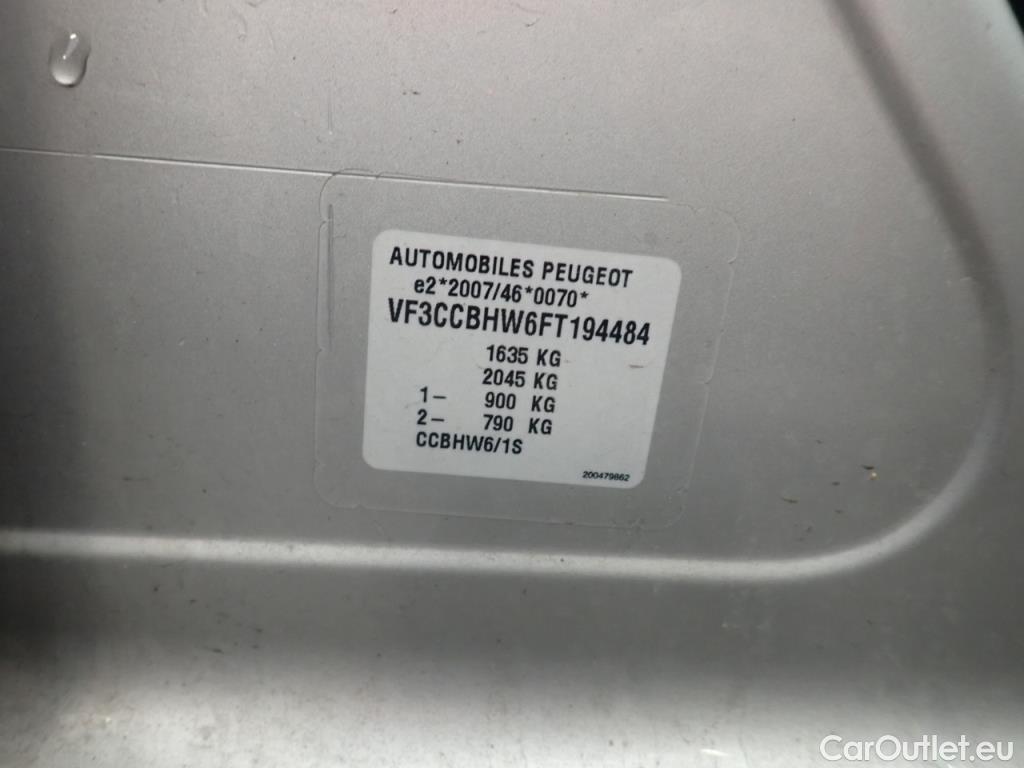 AUTOMOBILES PEUGEOT
e2*2007/46*0070*
VF3CCBHW6FT194484
1635 KG
2045 KG
1- 900 KG
2- 790 KG
CCBHW6/1S
200479862
CarOutlet.eu